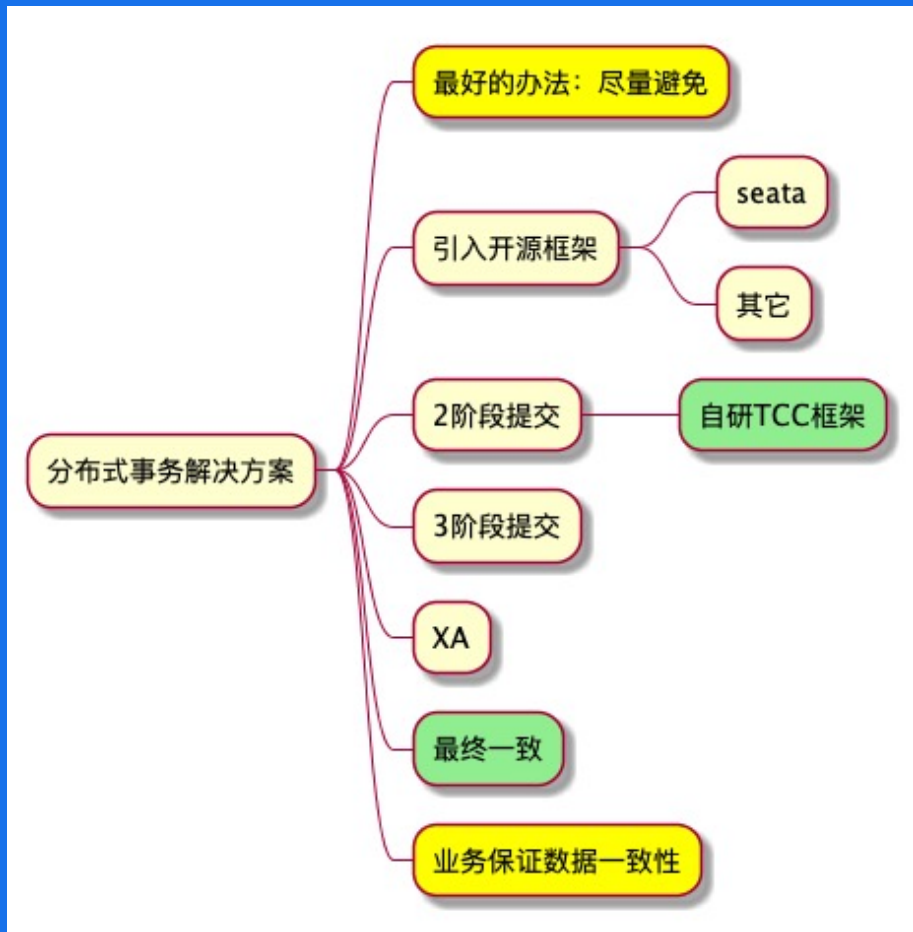 最好的办法：尽量避免
seata
引入开源框架
其它
2阶段提交
自研TCC框架
分布式事务解决方案
3阶段提交
XA
最终一致
业务保证数据一致性